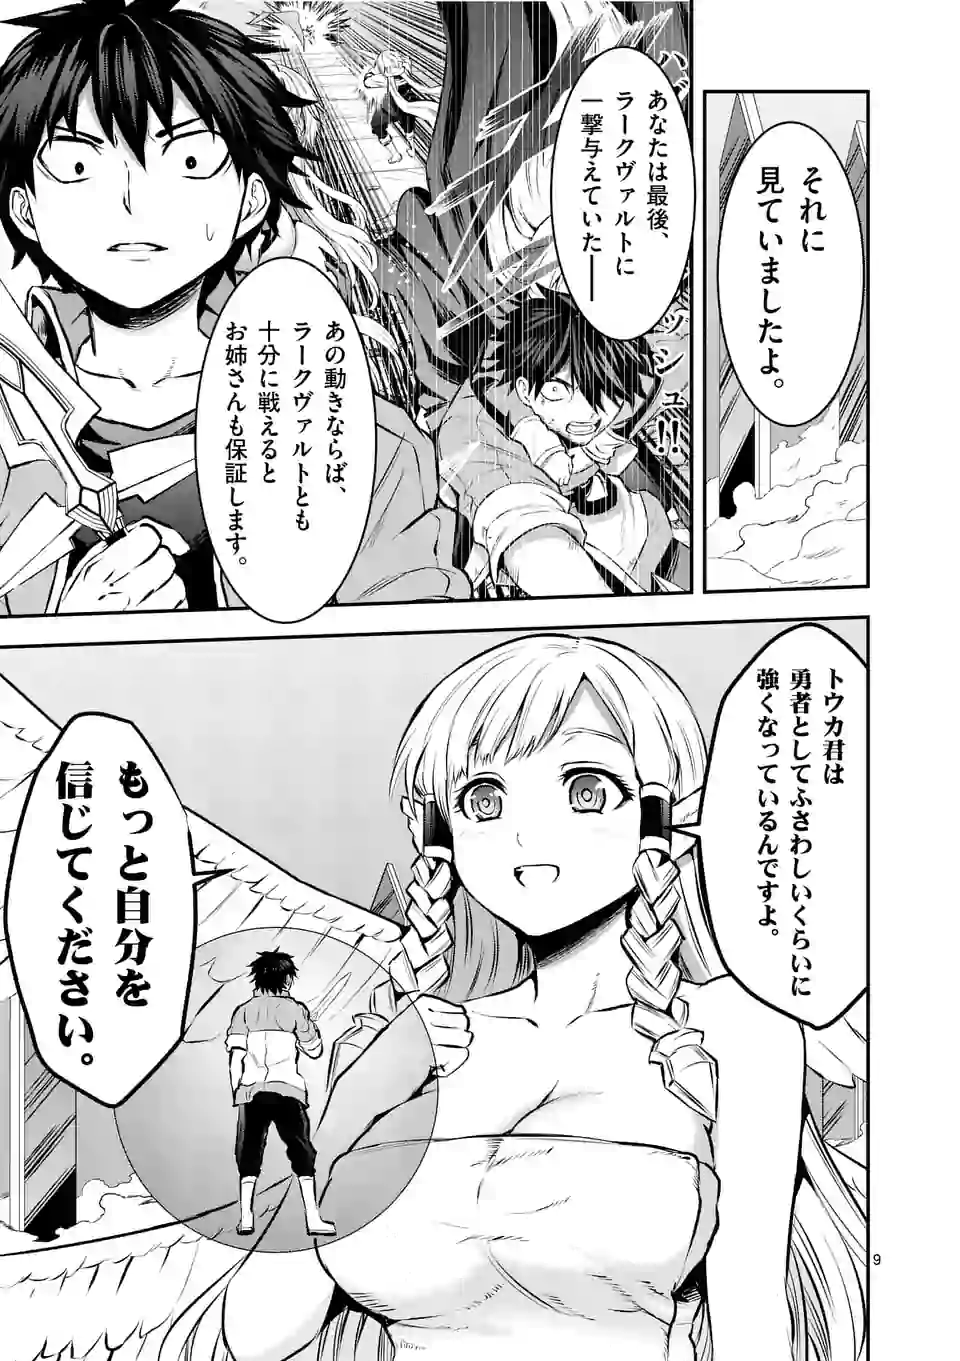 それに
見ていましたよ。
あなたは最後、
ラークヴァルトに
一撃与えていた――
バシュッ!!
あの動きならば、
ラークヴァルトとも
十分に戦えると
お姉さんも保証します。
トウカ君は
勇者としてふさわしいくらいに
強くなっているんですよ。
もっと自分を
信じてください。
9